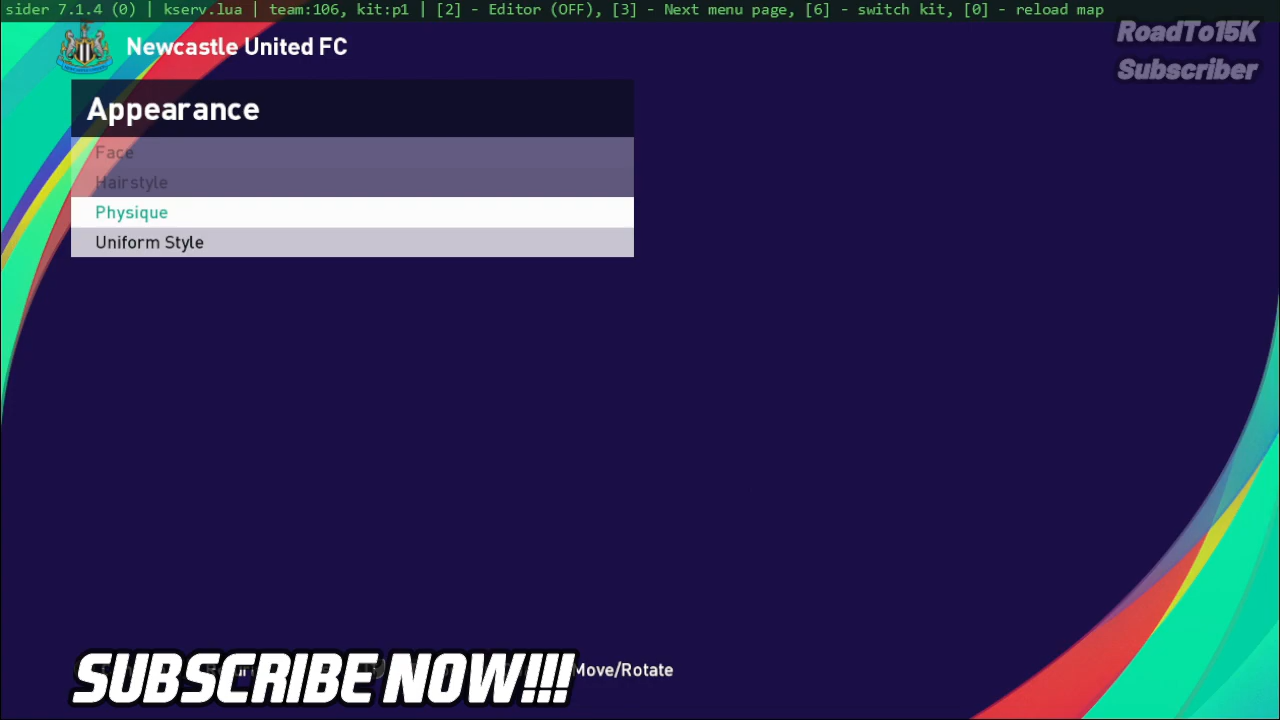 sider 7.1.4 (0) | kserv.lua | team:106, kit:p1 | [2] - Editor (OFF), [3] - Next menu page, [6] - switch kit, [0] - reload map
RoadTo15K
Subscriber
Newcastle United FC
Appearance
Face
Hairstyle
Physique
Uniform Style
SUBSCRIBE NOW!!!
Move/Rotate